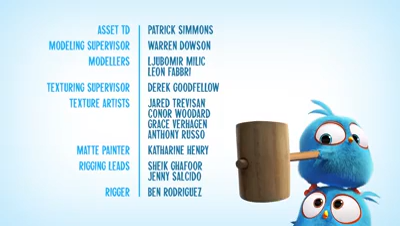 ASSET TD PATRICK SIMMONS
MODELING SUPERVISOR WARREN DOWSON
MODELLERS LJUBOMIR MILIC
LEON FABBRI
TEXTURING SUPERVISOR DEREK GOODFELLOW
TEXTURE ARTISTS JARED TREVISAN
CONOR WOODARD
GRACE VERHAGEN
ANTHONY RUSSO
MATTE PAINTER KATHARINE HENRY
RIGGING LEADS SHEIK GHAFOOR
JENNY SALCIDO
RIGGER BEN RODRIGUEZ